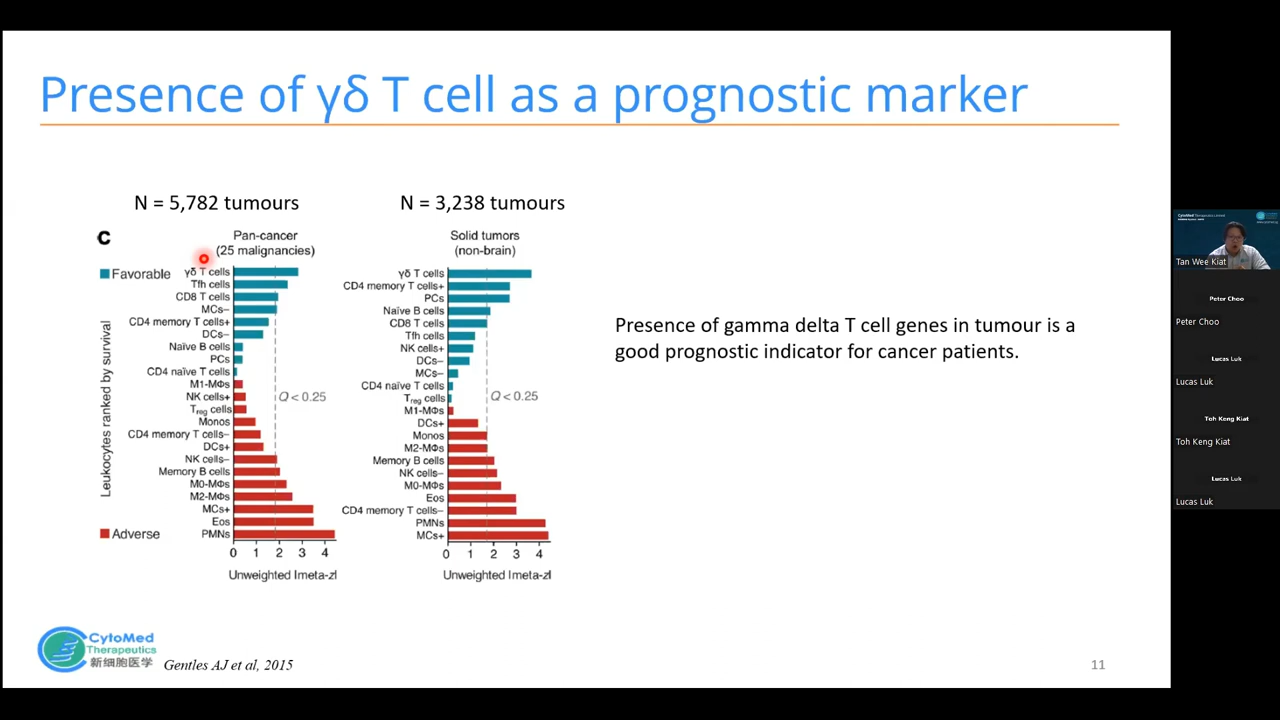 Presence of γδ T cell as a prognostic marker
N = 5,782 tumours
N = 3,238 tumours
C
Pan-cancer
(25 malignancies)
Favorable
Leukocytes ranked by survival
Adverse
γδ T cells
Tfh cells
CD8 T cells
MCs–
CD4 memory T cells+
DCs–
Naïve B cells
PCs
CD4 naïve T cells
M1-MΦs
NK cells+
Treg cells
Monos
CD4 memory T cells–
DCs+
NK cells–
Memory B cells
M0-MΦs
M2-MΦs
MCs+
Eos
PMNs
Q < 0.25
0 1 2 3 4
Unweighted |meta-z|
Solid tumors
(non-brain)
γδ T cells
CD4 memory T cells+
PCs
Naïve B cells
CD8 T cells
Tfh cells
NK cells+
DCs–
MCs–
CD4 naïve T cells
Treg cells
M1-MΦs
DCs+
Monos
M2-MΦs
Memory B cells
NK cells–
M0-MΦs
Eos
CD4 memory T cells–
PMNs
MCs+
Q < 0.25
0 1 2 3 4
Unweighted |meta-z|
Presence of gamma delta T cell genes in tumour is a
good prognostic indicator for cancer patients.
CytoMed
Therapeutics
新细胞医学
Gentles AJ et al, 2015
11
CytoMed Therapeutics Limited
Tan Wee Kiat
Peter Choo
Peter Choo
Lucas Luk
Lucas Luk
Toh Keng Kiat
Toh Keng Kiat
Lucas Luk
Lucas Luk